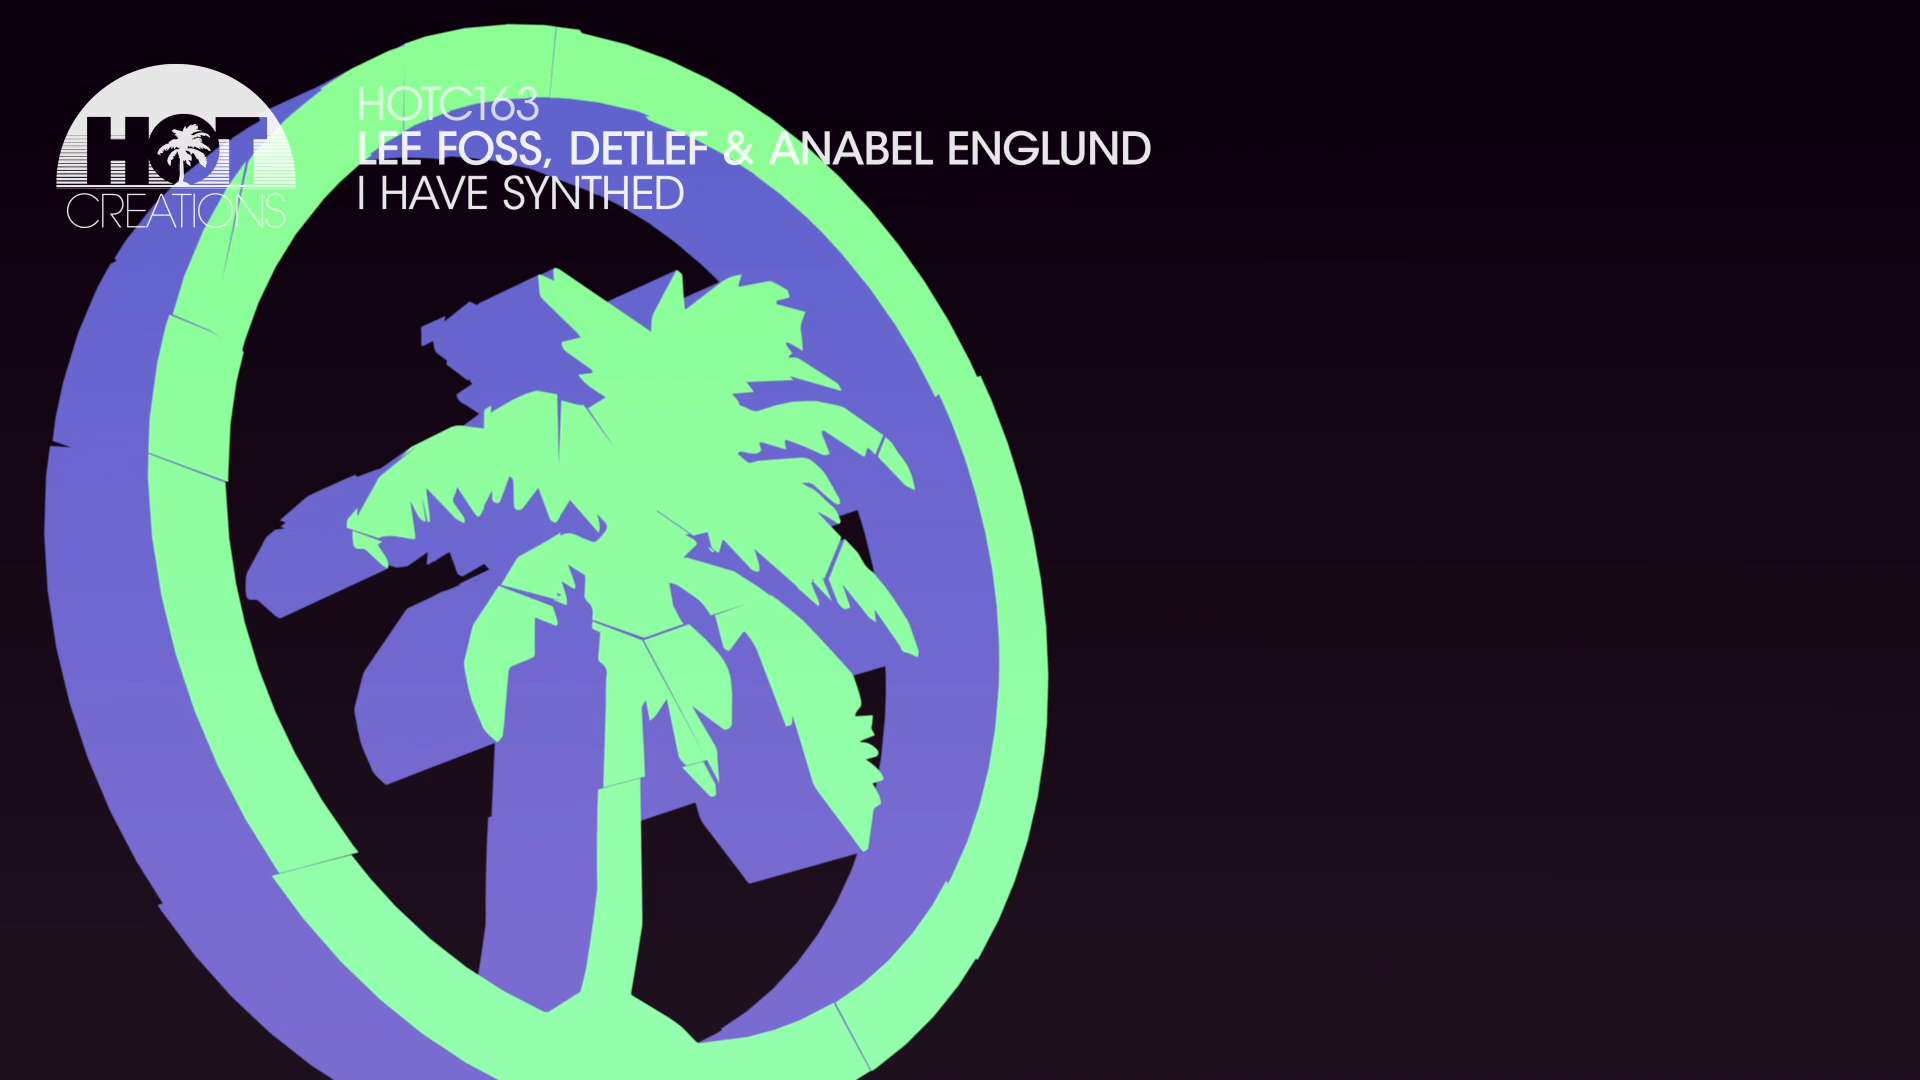 HOT
CREATIONS
HOTC163
LEE FOSS, DETLEF & ANABEL ENGLUND
I HAVE SYNTHED